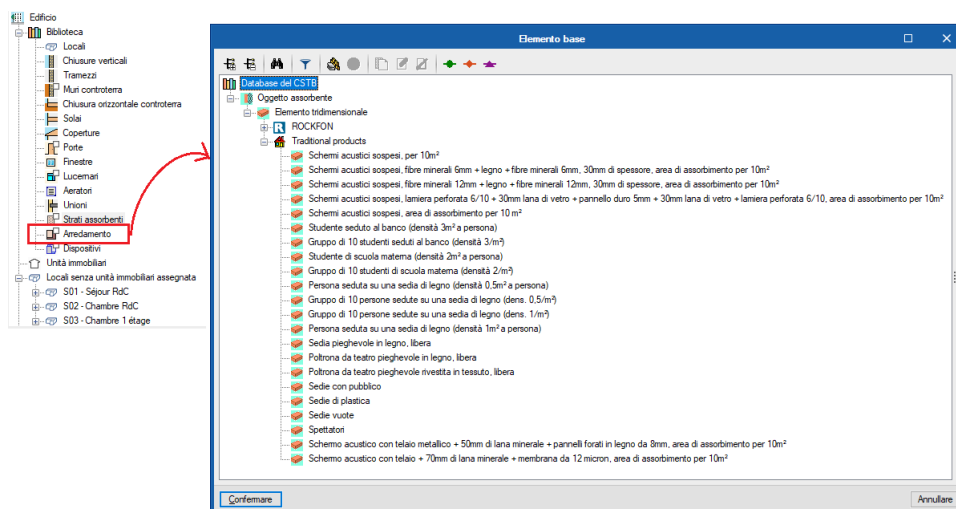 Edificio
Biblioteca
Locali
Chiusure verticali
Tramezzi
Muri controterra
Chiusura orizzontale controterra
Solai
Coperture
Porte
Finestre
Lucernari
Aeratori
Unioni
Strati assorbenti
Arredamento
Dispositivi
Unità immobiliari
Locali senza unità immobiliari assegnata
S01 - Séjour RdC
S02 - Chambre RdC
S03 - Chambre 1 étage
Elemento base
Database del CSTB
Oggetto assorbente
Elemento tridimensionale
R ROCKFON
Traditional products
Schermi acustici sospesi, per 10m²
Schermi acustici sospesi, fibre minerali 6mm + legno + fibre minerali 6mm, 30mm di spessore, area di assorbimento per 10m²
Schermi acustici sospesi, fibre minerali 12mm + legno + fibre minerali 12mm, 30mm di spessore, area di assorbimento per 10m²
Schermi acustici sospesi, lamiera perforata 6/10 + 30mm lana di vetro + pannello duro 5mm + 30mm lana di vetro + lamiera perforata 6/10, area di assorbimento per 10m²
Schermi acustici sospesi, area di assorbimento per 10 m²
Studente seduto al banco (densità 3m² a persona)
Gruppo di 10 studenti seduti al banco (densità 3/m²)
Studente di scuola materna (densità 2m² a persona)
Gruppo di 10 studenti di scuola materna (densità 2/m²)
Persona seduta su una sedia di legno (densità 0,5m² a persona)
Gruppo di 10 persone sedute su una sedia di legno (dens. 0,5/m²)
Gruppo di 10 persone sedute su una sedia di legno (dens. 1/m²)
Persona seduta su una sedia di legno (densità 1m² a persona)
Sedia pieghevole in legno, libera
Poltrona da teatro pieghevole in legno, libera
Poltrona da teatro pieghevole rivestita in tessuto, libera
Sedie con pubblico
Sedie di plastica
Sedie vuote
Spettatori
Schermo acustico con telaio metallico + 50mm di lana minerale + pannelli forati in legno da 8mm, area di assorbimento per 10m²
Schermo acustico con telaio + 70mm di lana minerale + membrana da 12 micron, area di assorbimento per 10m²
Confermare
Annullare